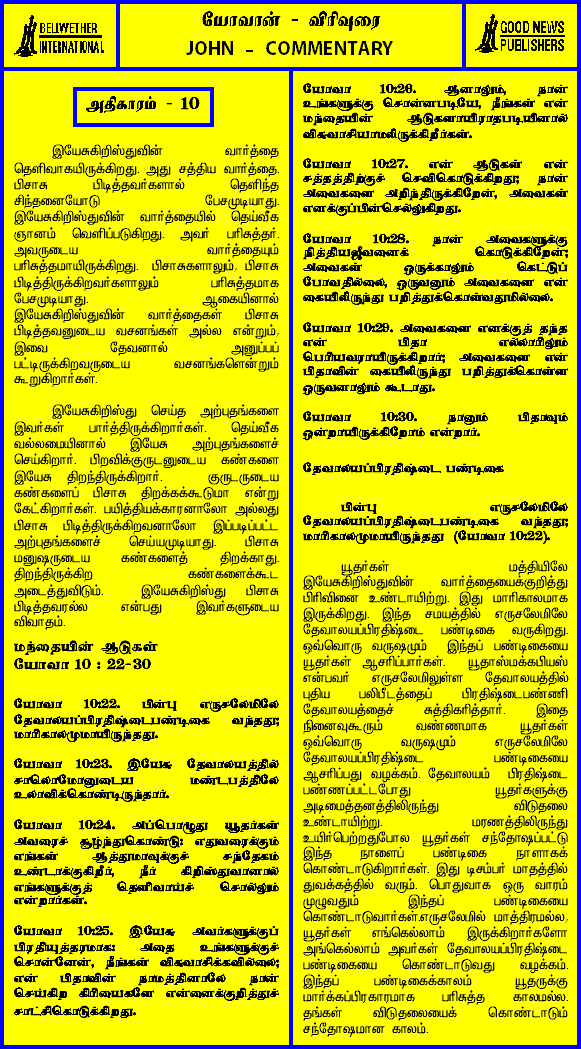 BELWETHER
INTERNATIONAL
யோவான் - விரிவுரை
JOHN - COMMENTARY
GOOD NEWS
PUBLISHERS
அதிகாரம் - 10
இயேசுகிறிஸ்துவின் வார்த்தை
தெளிவாகயிருக்கிறது. அது சத்திய வார்த்தை.
பிசாசு பிடித்தவர்களால் தெளிந்த
சிந்தனையோடு பேசமுடியாது.
இயேசுகிறிஸ்துவின் வார்த்தையில் தெய்வீக
ஞானம் வெளிப்படுகிறது. அவர் பரிசுத்தர்.
அவருடைய வார்த்தையும்
பரிசுத்தமாயிருக்கிறது. பிசாசுகளாலும், பிசாசு
பிடித்திருக்கிறவர்களாலும் பரிசுத்தமாக
பேசமுடியாது. ஆகையினால்
இயேசுகிறிஸ்துவின் வார்த்தைகள் பிசாசு
பிடித்தவனுடைய வசனங்கள் அல்ல என்றும்,
இவை தேவனால் அனுப்பப்
பட்டிருக்கிறவருடைய வசனங்களென்றும்
கூறுகிறார்கள்.
இயேசுகிறிஸ்து செய்த அற்புதங்களை
இவர்கள் பார்த்திருக்கிறார்கள். தெய்வீக
வல்லமையினால் இயேசு அற்புதங்களைச்
செய்கிறார். பிறவிக்குருடனுடைய கண்களை
இயேசு திறந்திருக்கிறார். குருடருடைய
கண்களைப் பிசாசு திறக்கக்கூடுமா என்று
கேட்கிறார்கள். பயித்தியக்காரனாலோ அல்லது
பிசாசு பிடித்திருக்கிறவனாலோ இப்படிப்பட்ட
அற்புதங்களைச் செய்யமுடியாது. பிசாசு
மனுஷருடைய கண்களைத் திறக்காது.
திறந்திருக்கிற கண்களைக்கூட
அடைத்துவிடும். இயேசுகிறிஸ்து பிசாசு
பிடித்தவரல்ல என்பது இவர்களுடைய
விவாதம்.
மந்தையின் ஆடுகள்
யோவா 10 : 22-30
யோவா 10:22. பின்பு எருசலேமிலே
தேவாலயப்பிரதிஷ்டைபண்டிகை வந்தது;
மாரிகாலமுமாயிருந்தது.
யோவா 10:23. இயேசு தேவாலயத்தில்
சாலொமோனுடைய மண்டபத்திலே
உலாவிக்கொண்டிருந்தார்.
யோவா 10:24. அப்பொழுது யூதர்கள்
அவரைச் சூழ்ந்துகொண்டு: எதுவரைக்கும்
எங்கள் ஆத்துமாவுக்குச் சந்தேகம்
உண்டாக்குகிறீர், நீர் கிறிஸ்துவானால்
எங்களுக்குத் தெளிவாய்ச் சொல்லும்
என்றார்கள்.
யோவா 10:25. இயேசு அவர்களுக்குப்
பிரதியுத்தரமாக: அதை உங்களுக்குச்
சொன்னேன், நீங்கள் விசுவாசிக்கவில்லை;
என் பிதாவின் நாமத்தினாலே நான்
செய்கிற கிரியைகளே என்னைக்குறித்துச்
சாட்சிகொடுக்கிறது.
யோவா 10:26. ஆனாலும், நான்
உங்களுக்கு சொன்னபடியே, நீங்கள் என்
மந்தையின் ஆடுகளாயிராதபடியினால்
விசுவாசியாமலிருக்கிறீர்கள்.
யோவா 10:27. என் ஆடுகள் என்
சத்தத்திற்குச் செவிகொடுக்கிறது; நான்
அவைகளை அறிந்திருக்கிறேன், அவைகள்
எனக்குப்பின்செல்லுகிறது.
யோவா 10:28. நான் அவைகளுக்கு
நித்தியஜீவனைக் கொடுக்கிறேன்;
அவைகள் ஒருக்காலும் கெட்டுப்
போவதில்லை, ஒருவனும் அவைகளை என்
கையிலிருந்து பறித்துக்கொள்வதுமில்லை.
யோவா 10:29. அவைகளை எனக்குத் தந்த
என் பிதா எல்லாரிலும்
பெரியவராயிருக்கிறார்; அவைகளை என்
பிதாவின் கையிலிருந்து பறித்துக்கொள்ள
ஒருவனாலும் கூடாது.
யோவா 10:30. நானும் பிதாவும்
ஒன்றாயிருக்கிறோம் என்றார்.
தேவாலயப்பிரதிஷ்டை பண்டிகை
பின்பு எருசலேமிலே
தேவாலயப்பிரதிஷ்டைபண்டிகை வந்தது;
மாரிகாலமுமாயிருந்தது (யோவா 10:22).
யூதர்கள் மத்தியிலே
இயேசுகிறிஸ்துவின் வார்த்தையைக்குறித்து
பிரிவினை உண்டாயிற்று. இது மாரிகாலமாக
இருக்கிறது. இந்த சமயத்தில் எருசலேமிலே
தேவாலயப்பிரதிஷ்டை பண்டிகை வருகிறது.
ஒவ்வொரு வருஷமும் இந்தப் பண்டிகையை
யூதர்கள் ஆசரிப்பார்கள். யூதாஸ்மக்கபியஸ்
என்பவர் எருசலேமிலுள்ள தேவாலயத்தில்
புதிய பலிபீடத்தைப் பிரதிஷ்டைபண்ணி
தேவாலயத்தைச் சுத்திகரித்தார். இதை
நினைவுகூரும் வண்ணமாக யூதர்கள்
ஒவ்வொரு வருஷமும் எருசலேமிலே
தேவாலயப்பிரதிஷ்டை பண்டிகையை
ஆசரிப்பது வழக்கம். தேவாலயம் பிரதிஷ்டை
பண்ணப்பட்டபோது யூதர்களுக்கு
அடிமைத்தனத்திலிருந்து விடுதலை
உண்டாயிற்று. மரணத்திலிருந்து
உயிர்பெற்றதுபோல யூதர்கள் சந்தோஷப்பட்டு
இந்த நாளைப் பண்டிகை நாளாகக்
கொண்டாடுகிறார்கள். இது டிசம்பர் மாதத்தில்
துவக்கத்தில் வரும். பொதுவாக ஒரு வாரம்
முழுவதும் இந்தப் பண்டிகையை
கொண்டாடுவார்கள்.எருசலேமில் மாத்திரமல்ல,
யூதர்கள் எங்கெல்லாம் இருக்கிறார்களோ
அங்கெல்லாம் அவர்கள் தேவாலயப்பிரதிஷ்டை
பண்டிகையை கொண்டாடுவது வழக்கம்.
இந்தப் பண்டிகைக்காலம் யூதருக்கு
மார்க்கப்பிரகாரமாக பரிசுத்த காலமல்ல.
தங்கள் விடுதலையைக் கொண்டாடும்
சந்தோஷமான காலம்.